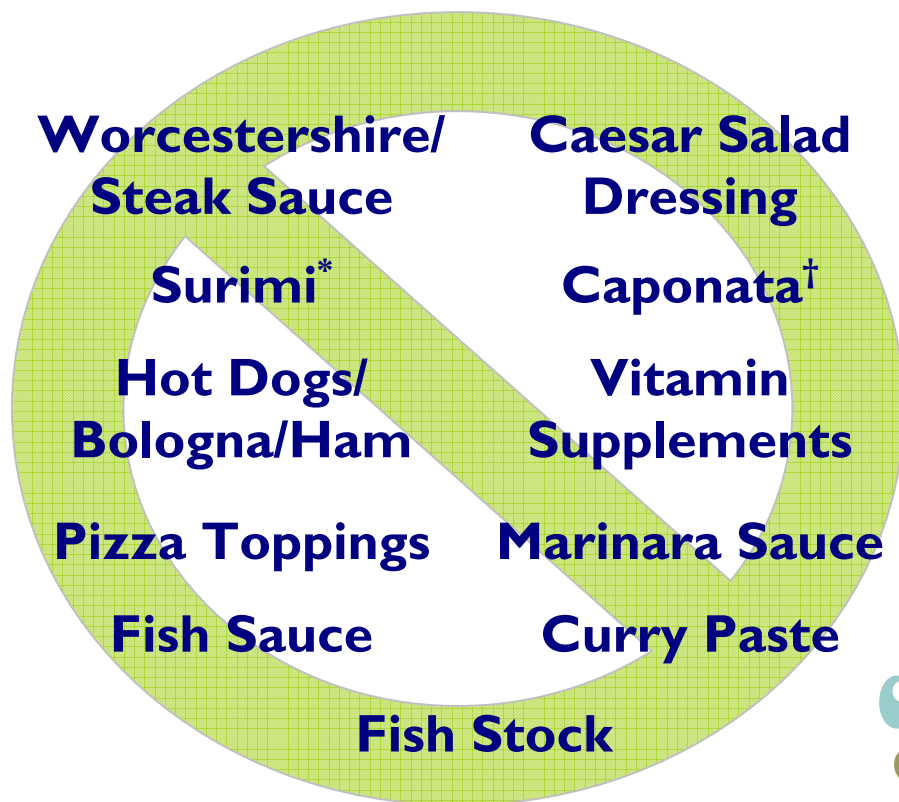 Worcestershire/
Steak Sauce
Caesar Salad
Dressing
Surimi*
Caponata†
Hot Dogs/
Bologna/Ham
Vitamin
Supplements
Pizza Toppings
Marinara Sauce
Fish Sauce
Curry Paste
Fish Stock